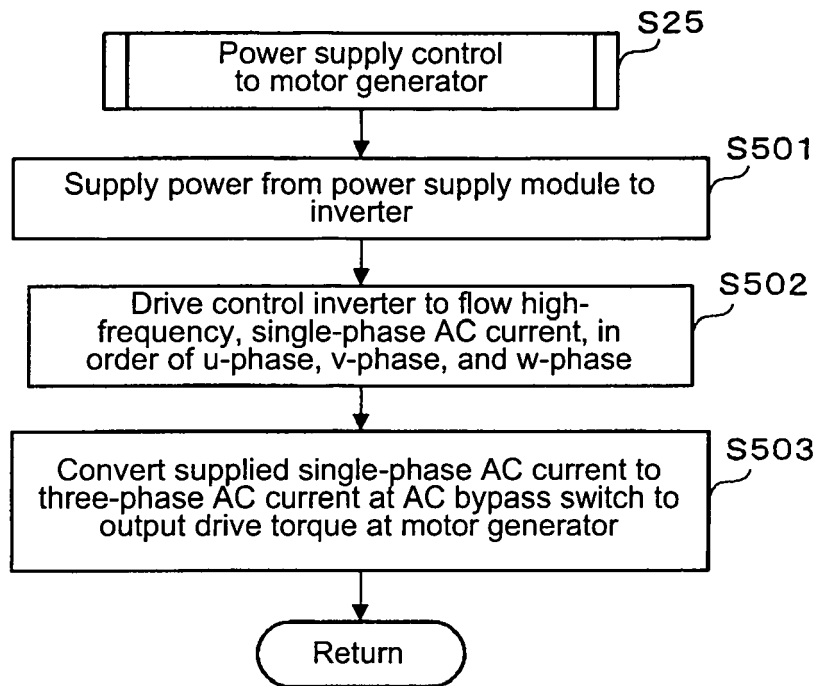 S25
Power supply control
to motor generator
S501
Supply power from power supply module to
inverter
S502
Drive control inverter to flow high-
frequency, single-phase AC current, in
order of u-phase, v-phase, and w-phase
S503
Convert supplied single-phase AC current to
three-phase AC current at AC bypass switch to
output drive torque at motor generator
Return